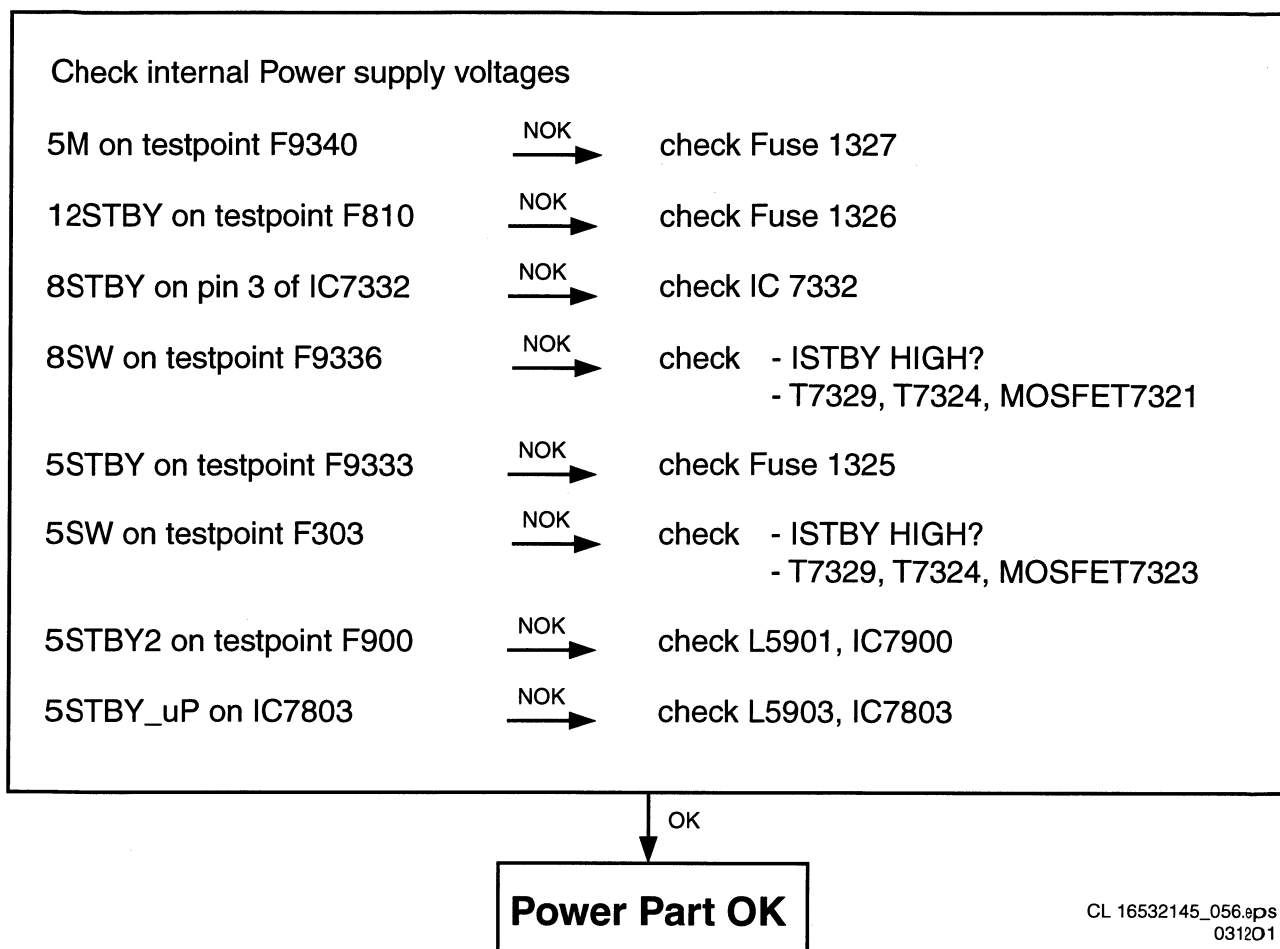 Check internal Power supply voltages
5M on testpoint F9340 NOK check Fuse 1327
12STBY on testpoint F810 NOK check Fuse 1326
8STBY on pin 3 of IC7332 NOK check IC 7332
8SW on testpoint F9336 NOK check - ISTBY HIGH?
- T7329, T7324, MOSFET7321
5STBY on testpoint F9333 NOK check Fuse 1325
5SW on testpoint F303 NOK check - ISTBY HIGH?
- T7329, T7324, MOSFET7323
5STBY2 on testpoint F900 NOK check L5901, IC7900
5STBY_uP on IC7803 NOK check L5903, IC7803
OK
Power Part OK
CL 16532145_056.eps
031201